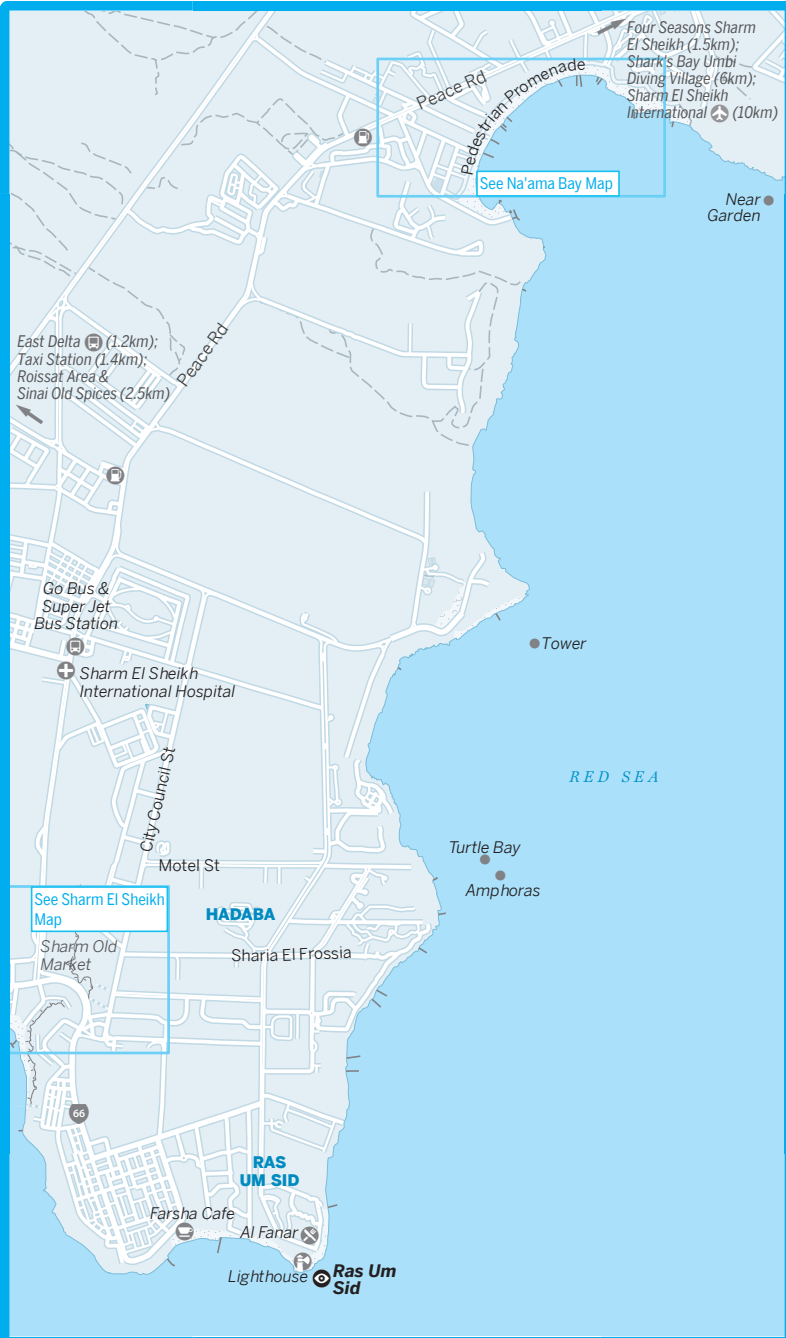 Four Seasons Sharm
El Sheikh (1.5km);
Shark's Bay Umbi
Diving Village (6km);
Sharm El Sheikh
International (10km)
Peace Rd
Pedestrian Promenade
See Na'ama Bay Map
Near
Garden
East Delta (1.2km);
Taxi Station (1.4km);
Roissat Area &
Sinai Old Spices (2.5km)
Peace Rd
Go Bus &
Super Jet
Bus Station
Tower
Sharm El Sheikh
International Hospital
RED SEA
City Council St
Turtle Bay
Motel St
Amphoras
See Sharm El Sheikh
Map
HADABA
Sharm Old
Market
Sharia El Frossia
66
RAS
UM SID
Farsha Cafe
Al Fanar
Lighthouse
Ras Um
Sid